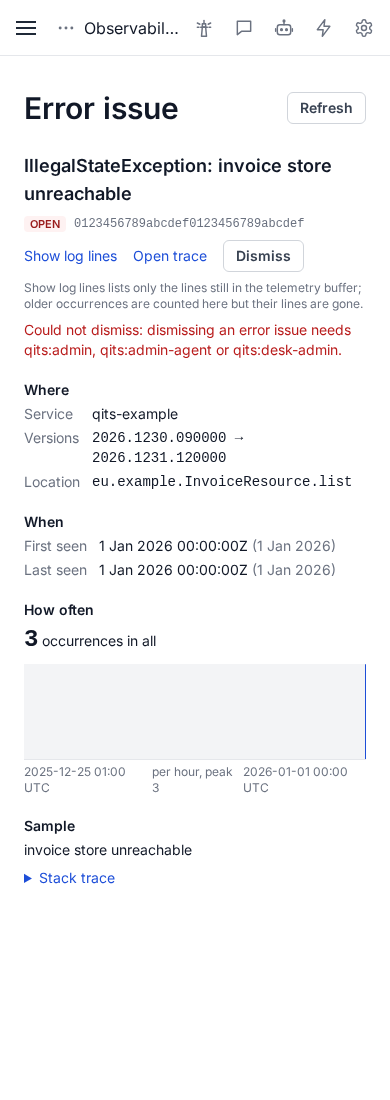 Observabil...
Error issue
Refresh
IllegalStateException: invoice store
unreachable
OPEN 0123456789abcdef0123456789abcdef
Show log lines Open trace Dismiss
Show log lines lists only the lines still in the telemetry buffer;
older occurrences are counted here but their lines are gone.
Could not dismiss: dismissing an error issue needs
qits:admin, qits:admin-agent or qits:desk-admin.
Where
Service qits-example
Versions 2026.1230.090000 →
2026.1231.120000
Location eu.example.InvoiceResource.list
When
First seen 1 Jan 2026 00:00:00Z (1 Jan 2026)
Last seen 1 Jan 2026 00:00:00Z (1 Jan 2026)
How often
3 occurrences in all
2025-12-25 01:00 UTC
per hour, peak 3
2026-01-01 00:00 UTC
Sample
invoice store unreachable
Stack trace